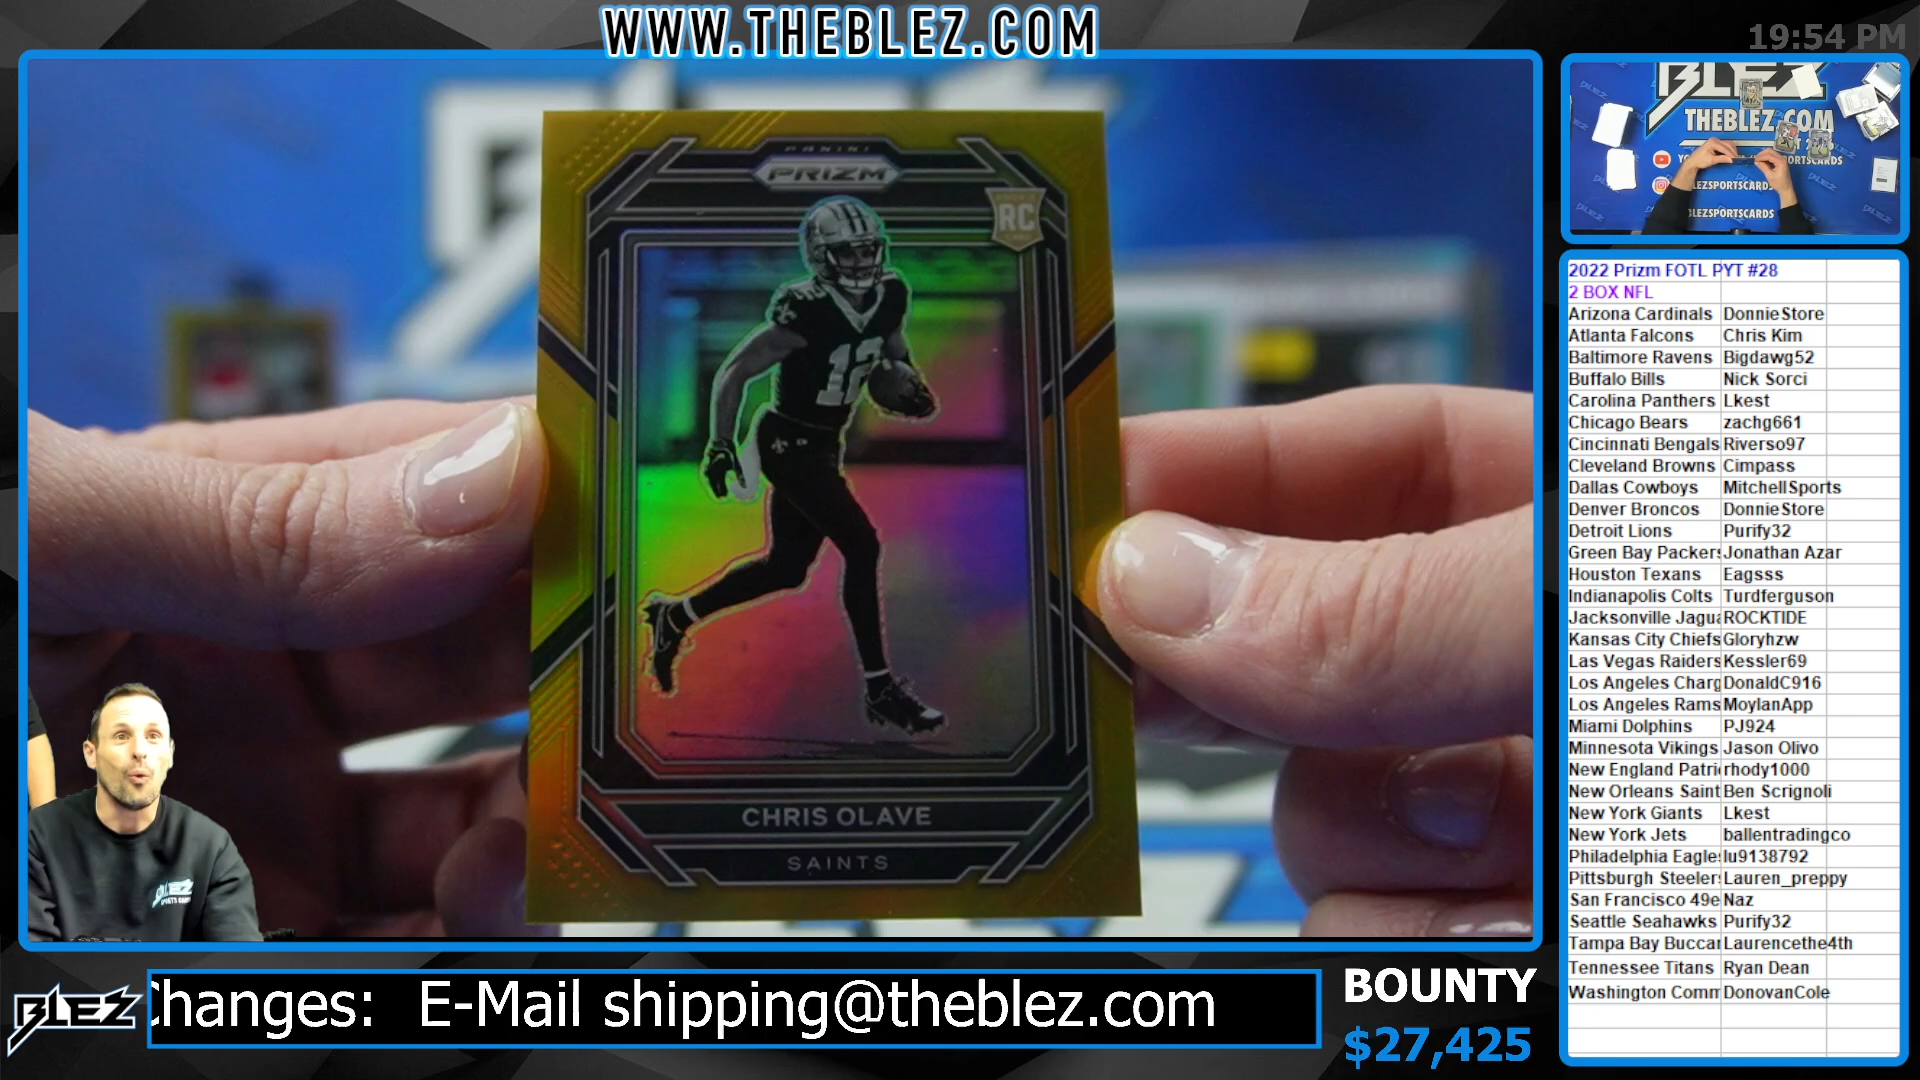 WWW.THEBLEZ.COM
19:54 PM
PANINI
PRIZM
RC
12
CHRIS OLAVE
SAINTS
BLEZ
THEBLEZ.COM
LEZSPORTSCARDS
BLEZSPORTSCARDS
2022 Prizm FOTL PYT #28
2 BOX NFL
Arizona Cardinals DonnieStore
Atlanta Falcons Chris Kim
Baltimore Ravens Bigdawg52
Buffalo Bills Nick Sorci
Carolina Panthers Lkest
Chicago Bears zachg661
Cincinnati Bengals Riverso97
Cleveland Browns Cimpass
Dallas Cowboys MitchellSports
Denver Broncos DonnieStore
Detroit Lions Purify32
Green Bay Packers Jonathan Azar
Houston Texans Eagsss
Indianapolis Colts Turdferguson
Jacksonville Jagua ROCKTIDE
Kansas City Chiefs Gloryhzw
Las Vegas Raiders Kessler69
Los Angeles Charg DonaldC916
Los Angeles Rams MoylanApp
Miami Dolphins PJ924
Minnesota Vikings Jason Olivo
New England Patri rhody1000
New Orleans Saint Ben Scrignoli
New York Giants Lkest
New York Jets ballentradingco
Philadelphia Eagle lu9138792
Pittsburgh Steeler Lauren_preppy
San Francisco 49e Naz
Seattle Seahawks Purify32
Tampa Bay Buccar Laurencethe4th
Tennessee Titans Ryan Dean
Washington Comm DonovanCole
BLEZ
Changes: E-Mail shipping@theblez.com
BOUNTY
$27,425